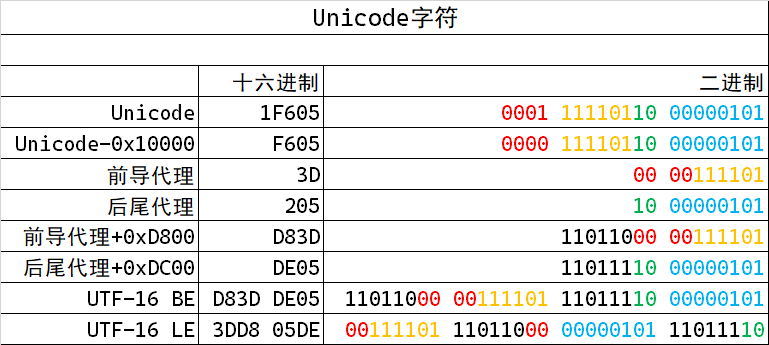 Unicode字符
十六进制 二进制
Unicode 1F605 0001 11110110 00000101
Unicode-0x10000 F605 0000 11110110 00000101
前导代理 3D 00 00111101
后尾代理 205 10 00000101
前导代理+0xD800 D83D 11011000 00111101
后尾代理+0xDC00 DE05 11011110 00000101
UTF-16 BE D83D DE05 11011000 00111101 11011110 00000101
UTF-16 LE 3DD8 05DE 00111101 11011000 00000101 11011110